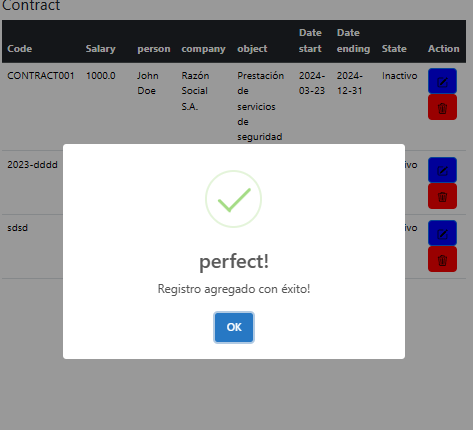 Contract
Code Salary person company object Date start Date ending State Action
CONTRACT001 1000.0 John Doe Razón Social S.A. Prestación de servicios de seguridad 2024-03-23 2024-12-31 Inactivo
2023-dddd
sdsd
perfect!
Registro agregado con éxito!
OK